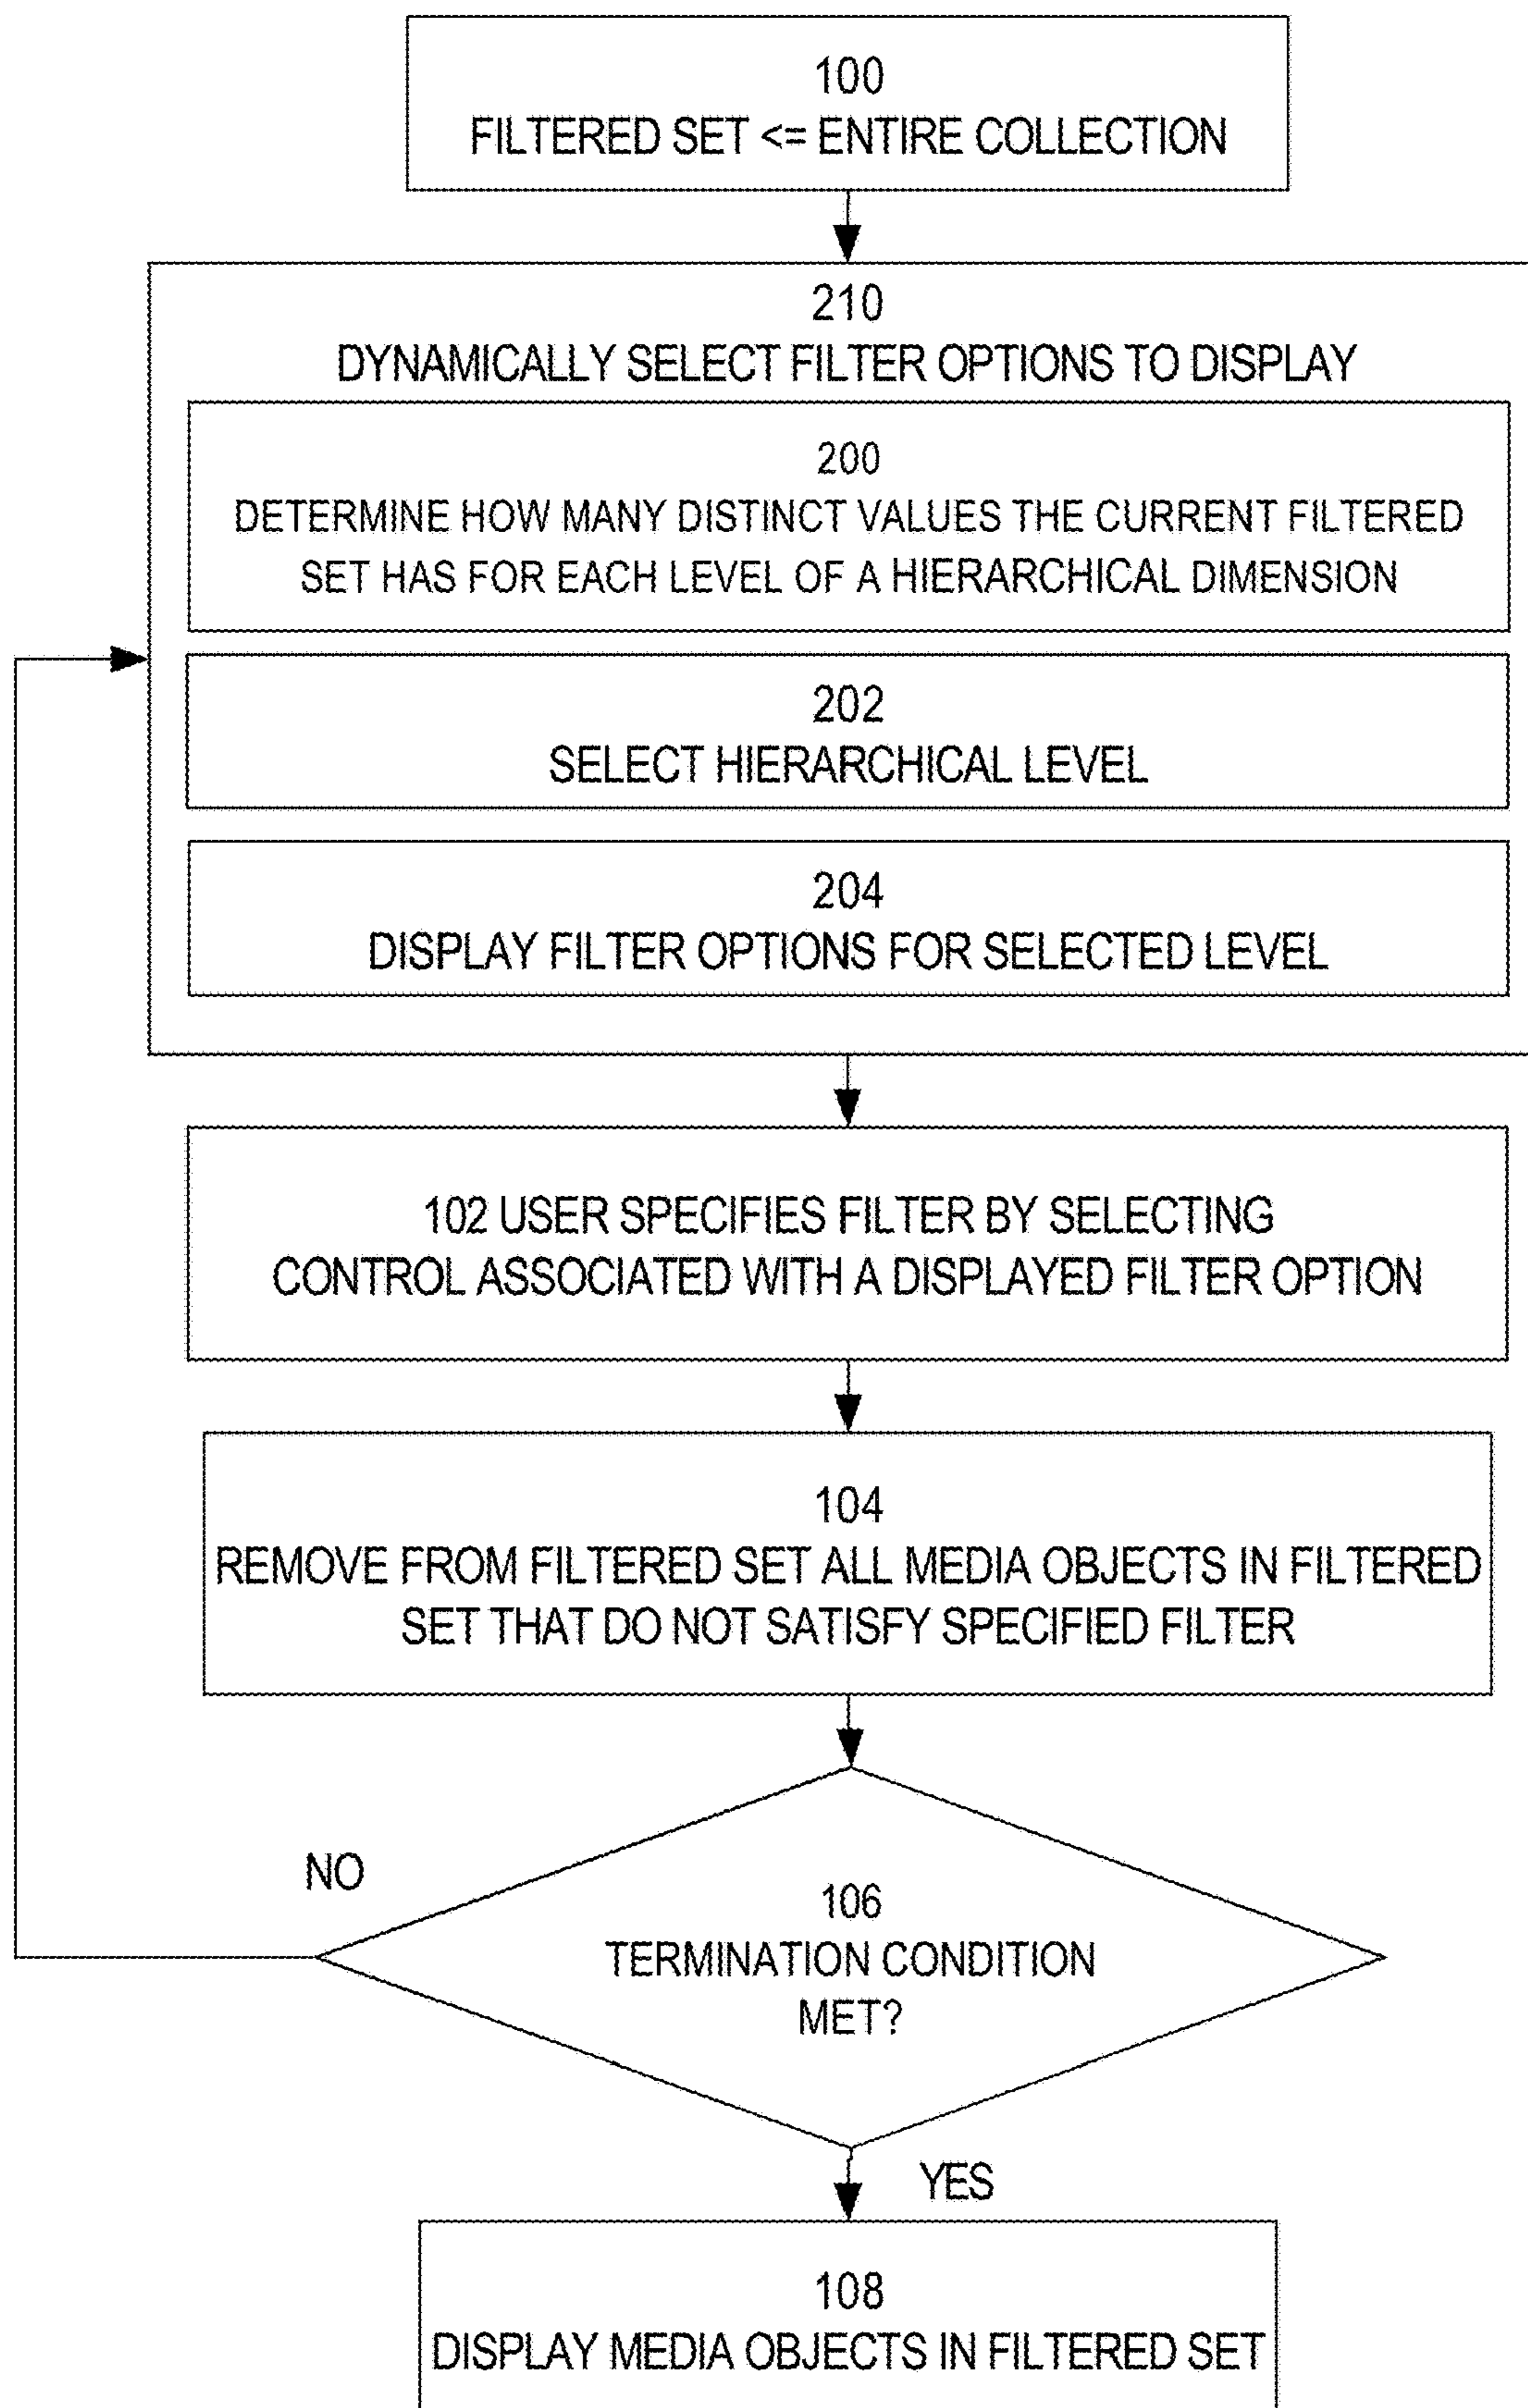 100
FILTERED SET <= ENTIRE COLLECTION
210
DYNAMICALLY SELECT FILTER OPTIONS TO DISPLAY
200
DETERMINE HOW MANY DISTINCT VALUES THE CURRENT FILTERED
SET HAS FOR EACH LEVEL OF A HIERARCHICAL DIMENSION
202
SELECT HIERARCHICAL LEVEL
204
DISPLAY FILTER OPTIONS FOR SELECTED LEVEL
102 USER SPECIFIES FILTER BY SELECTING
CONTROL ASSOCIATED WITH A DISPLAYED FILTER OPTION
104
REMOVE FROM FILTERED SET ALL MEDIA OBJECTS IN FILTERED
SET THAT DO NOT SATISFY SPECIFIED FILTER
NO
106
TERMINATION CONDITION
MET?
YES
108
DISPLAY MEDIA OBJECTS IN FILTERED SET